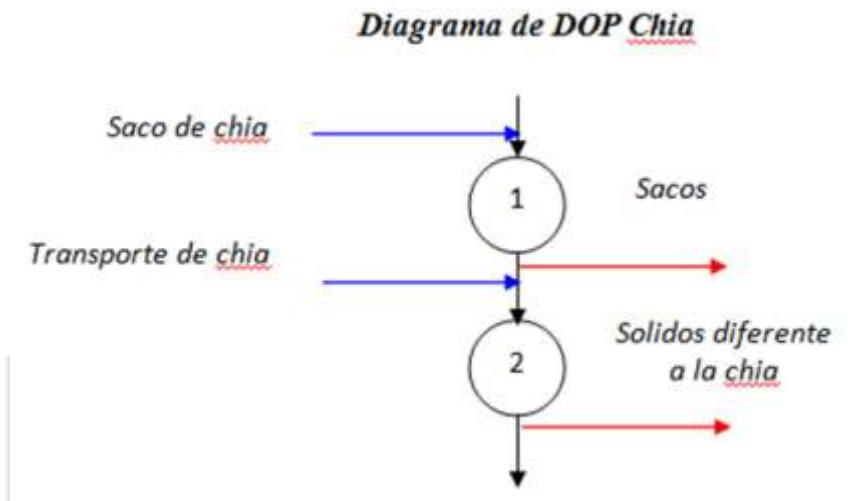 Diagrama de DOP Chia
Saco de chia
1
Sacos
Transporte de chia
Solidos diferente
a la chia
2